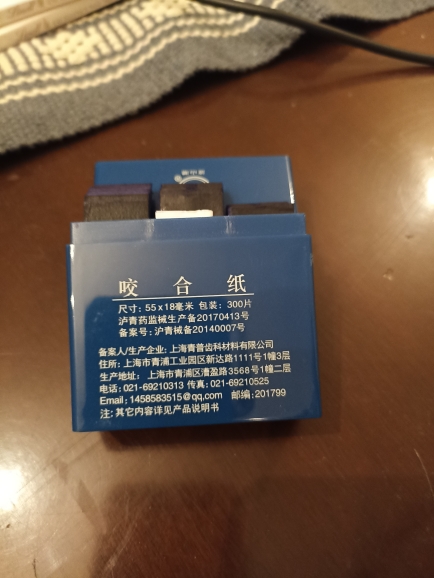 咬合纸
尺寸: 55x18毫米 包装: 300片
泸青药监械生产备20170413号
备案号: 沪青械备20140007号
备案人/生产企业: 上海青普齿科材料有限公司
住所: 上海市青浦工业园区新达路1111号1幢3层
生产地址: 上海市青浦区漕盈路3568号1幢二层
电话: 021-69210313 传真: 021-69210525
Email: 1458583515@qq.com 邮编: 201799
注: 其它内容详见产品说明书